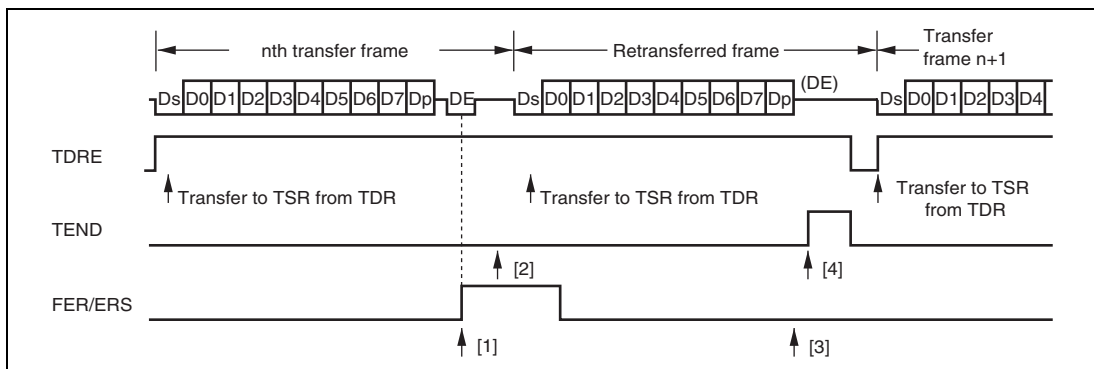 nth transfer frame
Retransferred frame
Transfer
frame n+1
Ds D0 D1 D2 D3 D4 D5 D6 D7 Dp DE
Ds D0 D1 D2 D3 D4 D5 D6 D7 Dp (DE)
Ds D0 D1 D2 D3 D4
TDRE
Transfer to TSR from TDR
Transfer to TSR from TDR
Transfer to TSR
from TDR
TEND
[2]
[4]
FER/ERS
[1]
[3]